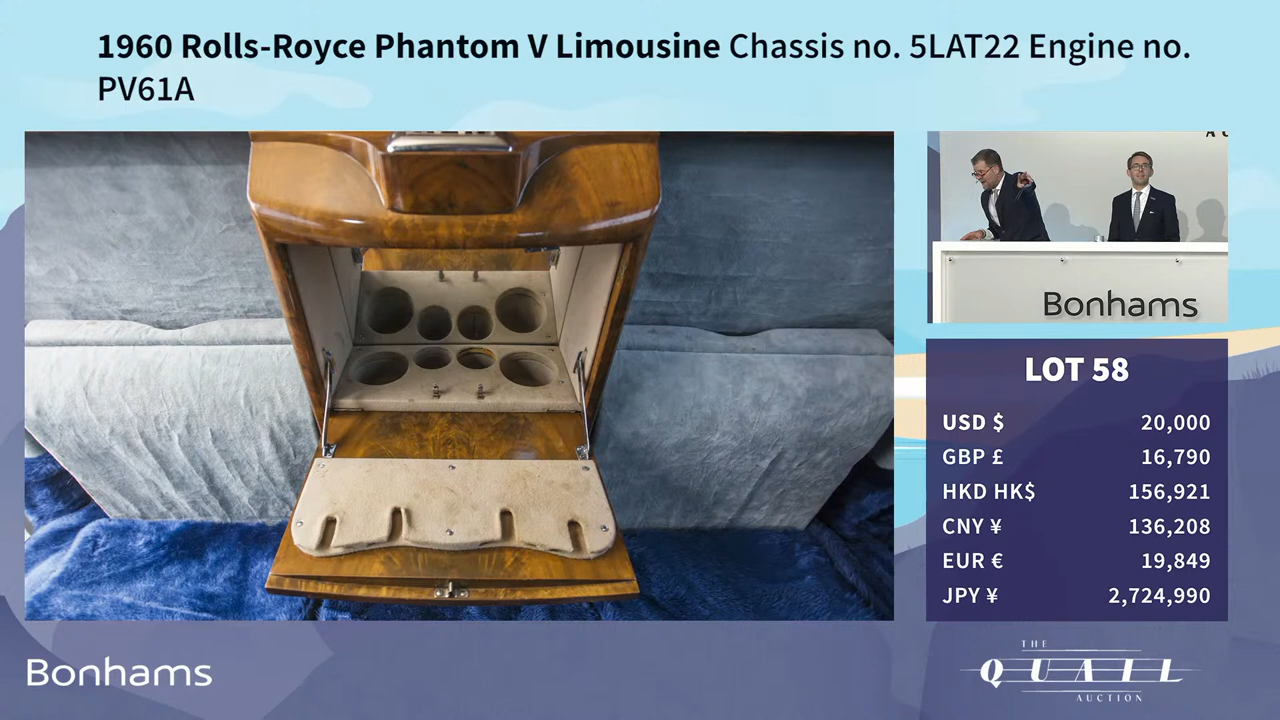 1960 Rolls-Royce Phantom V Limousine Chassis no. 5LAT22 Engine no.
PV61A
Bonhams
LOT 58
USD $ 20,000
GBP £ 16,790
HKD HK$ 156,921
CNY ¥ 136,208
EUR € 19,849
JPY ¥ 2,724,990
Bonhams
THE
QUAIL
AUCTION